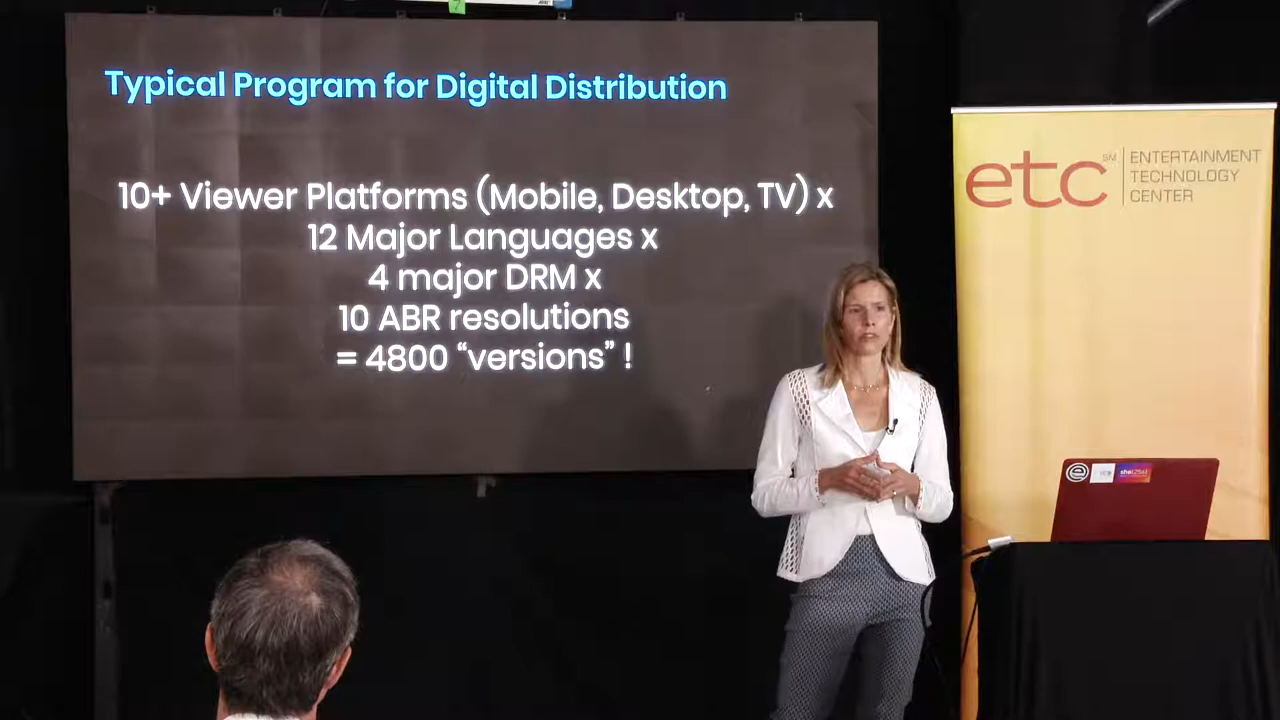 Typical Program for Digital Distribution
10+ Viewer Platforms (Mobile, Desktop, TV) x
12 Major Languages x
4 major DRM x
10 ABR resolutions
= 4800 “versions” !
etc SM
ENTERTAINMENT
TECHNOLOGY
CENTER